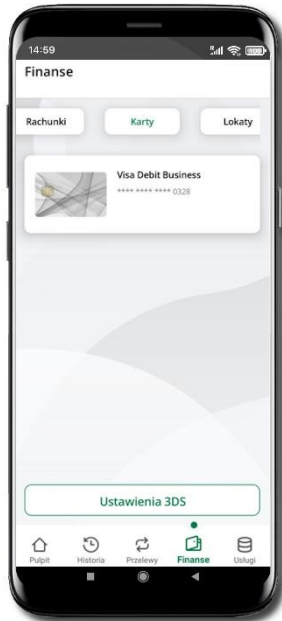 14:59
Finanse
Rachunki Karty Lokaty
Visa Debit Business
**** **** **** 0328
Ustawienia 3DS
Pulpit Historia Przelewy Finanse Usługi